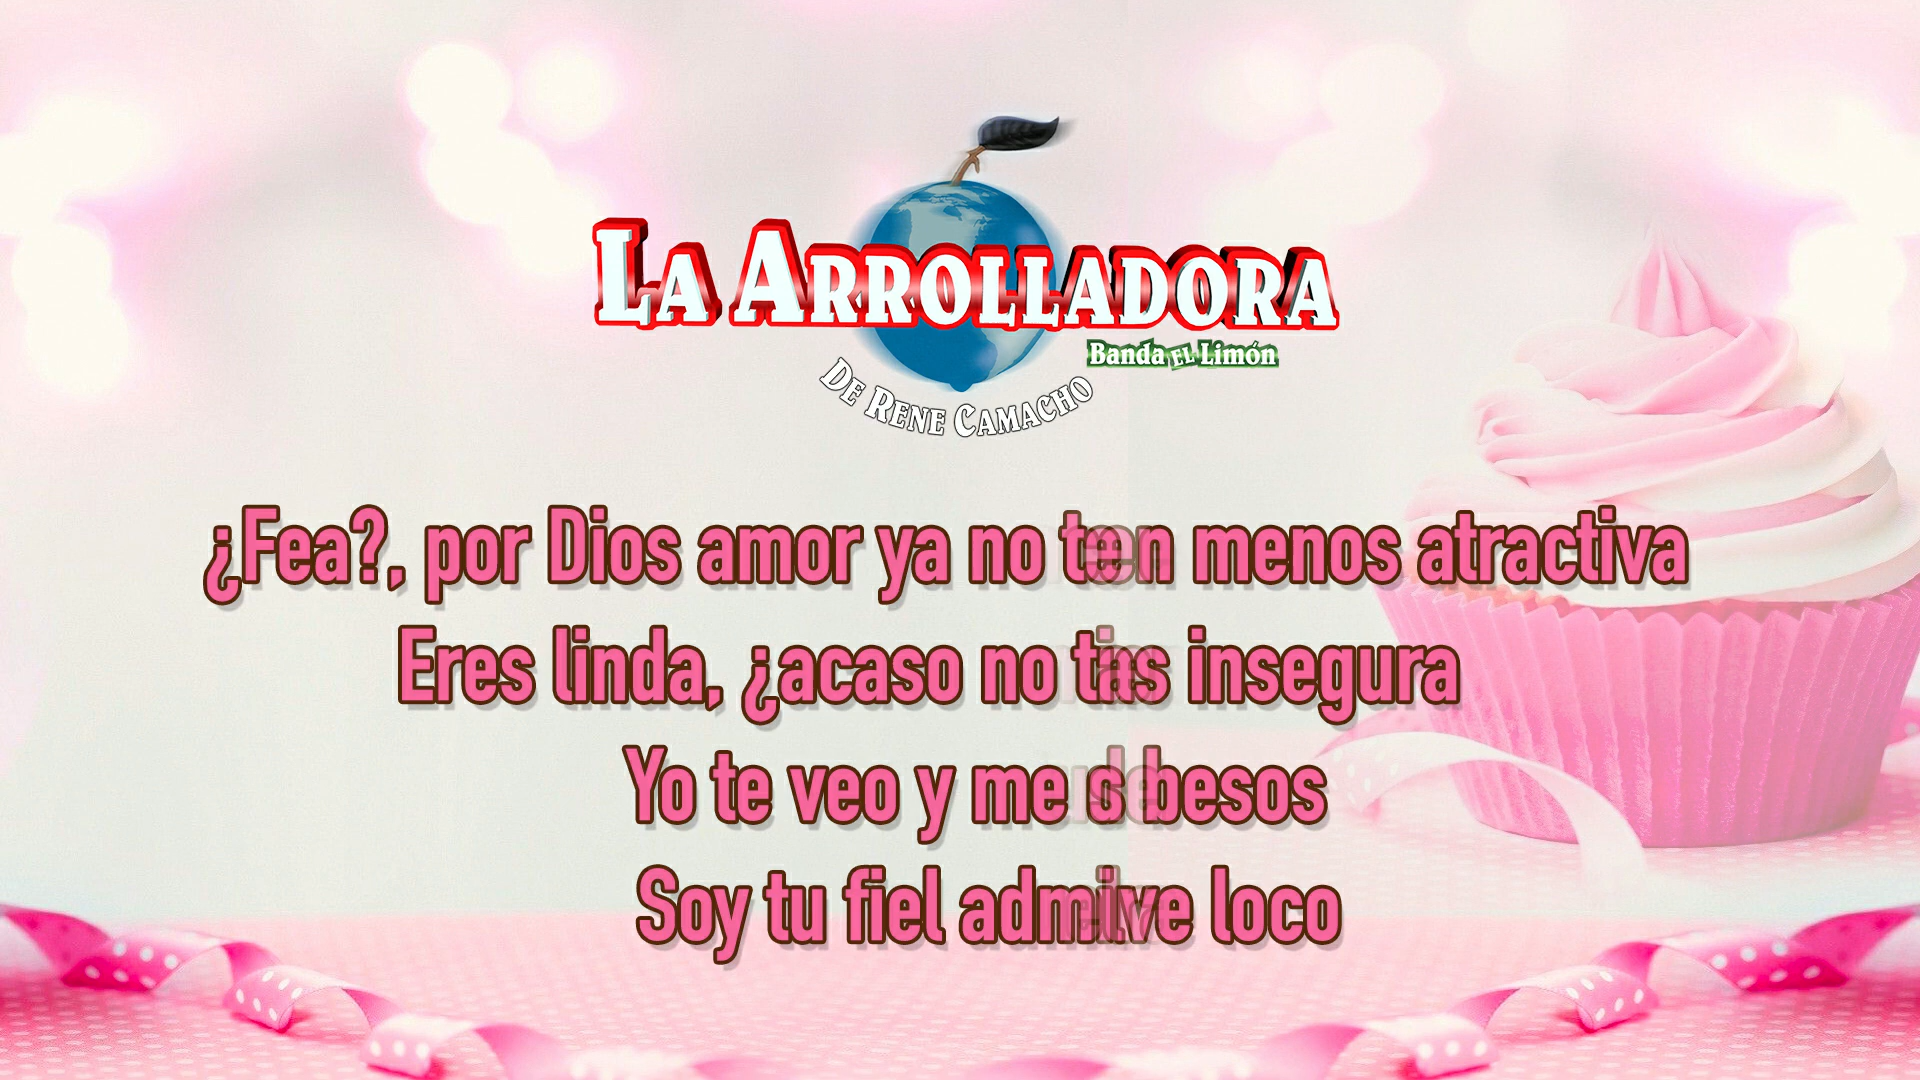 LA ARROLLADORA
Banda EL Limón
DE RENE CAMACHO
¿Fea?, por Dios amor ya no menos atractiva
Eres linda, ¿acaso no insegura
Yo te veo y me besos
Soy tu fiel loco